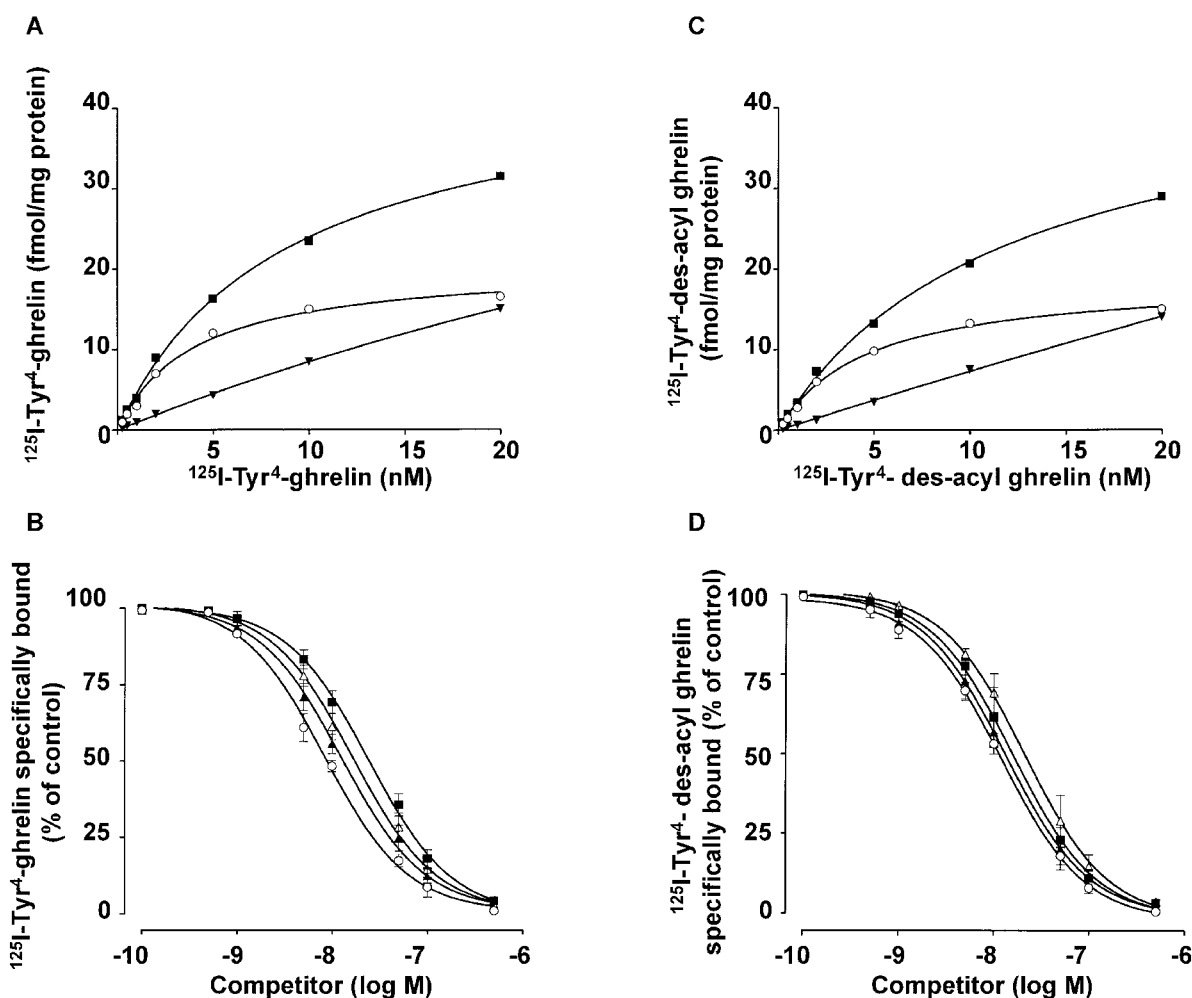 A
¹²⁵I-Tyr⁴-ghrelin (fmol/mg protein)
40
30
20
10
0
5
10
15
20
¹²⁵I-Tyr⁴-ghrelin (nM)
C
¹²⁵I-Tyr⁴-des-acyl ghrelin
(fmol/mg protein)
40
30
20
10
0
5
10
15
20
¹²⁵I-Tyr⁴- des-acyl ghrelin (nM)
B
¹²⁵I-Tyr⁴-ghrelin specifically bound
(% of control)
100
75
50
25
0
-10
-9
-8
-7
-6
Competitor (log M)
D
¹²⁵I-Tyr⁴- des-acyl ghrelin
specifically bound (% of control)
100
75
50
25
0
-10
-9
-8
-7
-6
Competitor (log M)